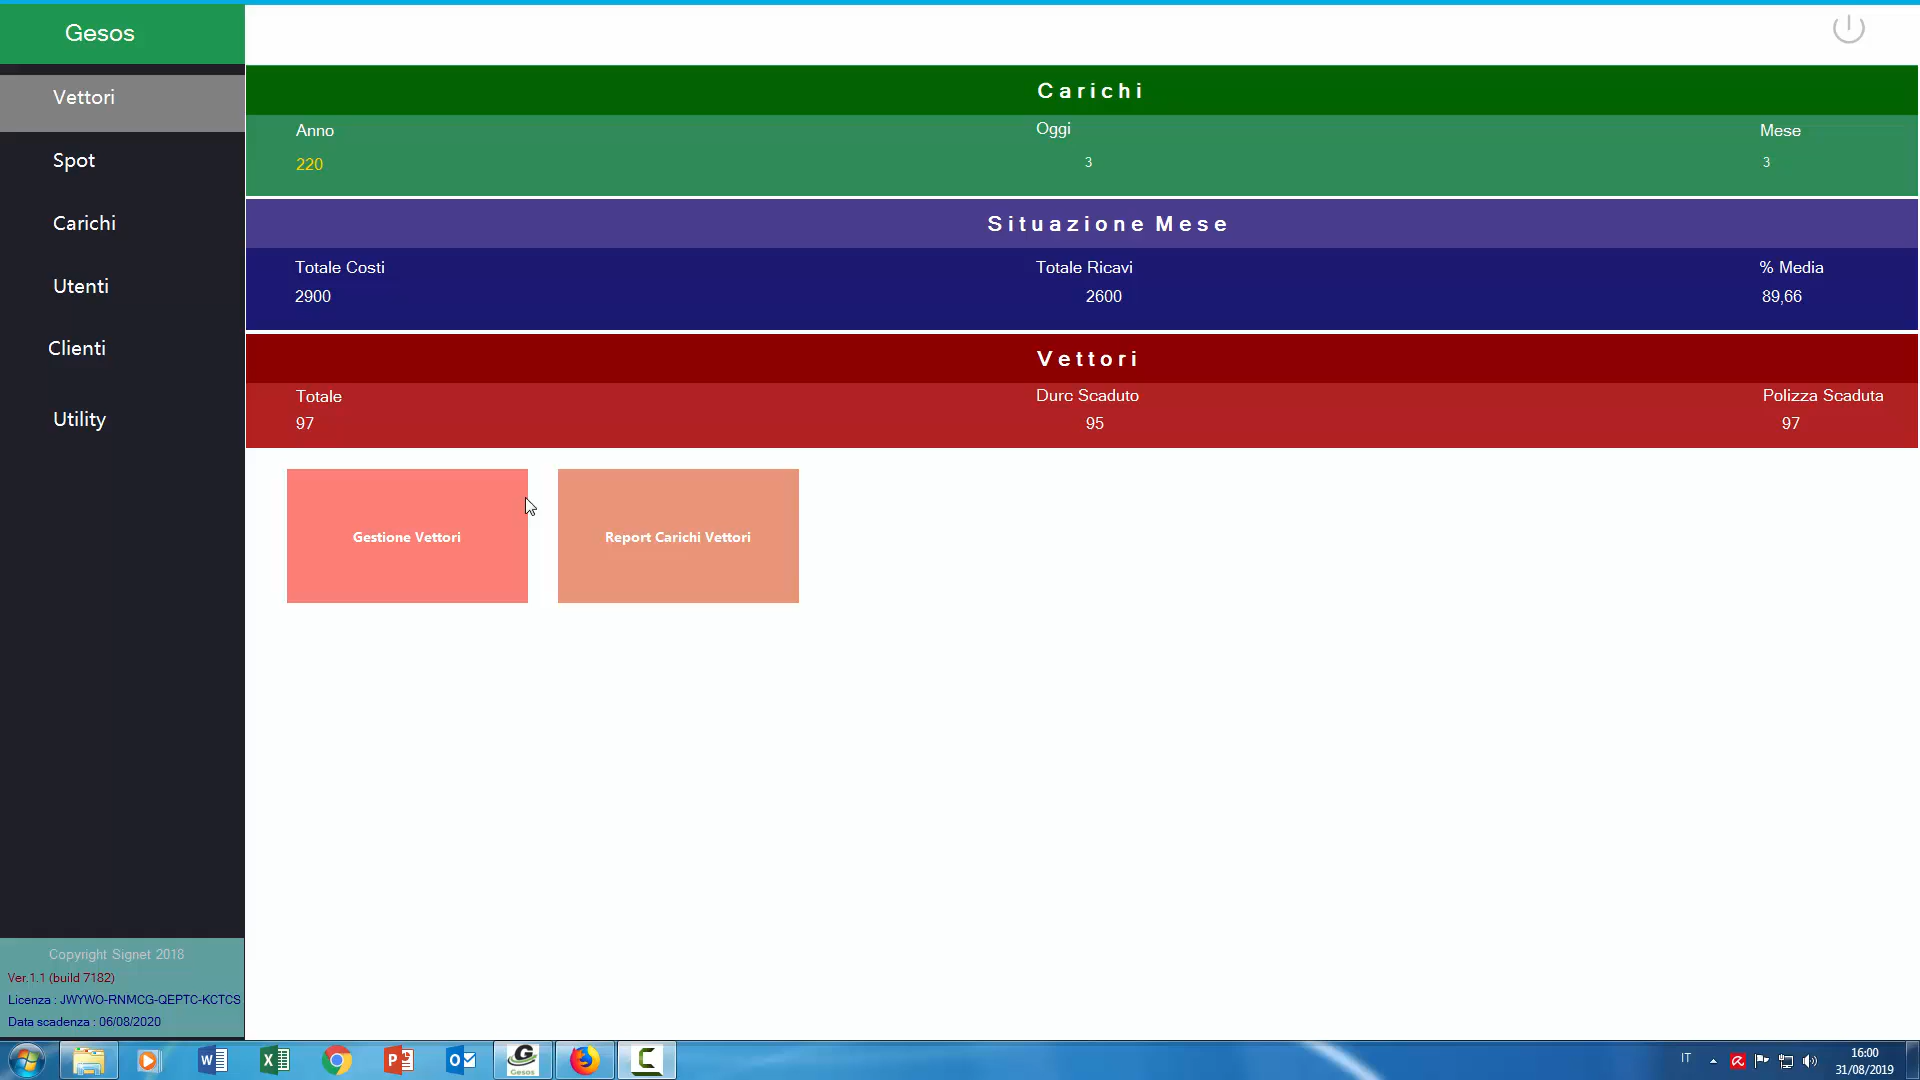 Gesos
Vettori
Spot
Carichi
Utenti
Clienti
Utility
Carichi
Anno
Oggi
Mese
220
3
3
Situazione Mese
Totale Costi
Totale Ricavi
% Media
2900
2600
89,66
Vettori
Totale
Durc Scaduto
Polizza Scaduta
97
95
97
Gestione Vettori
Report Carichi Vettori
Copyright Signet 2018
Ver.1.1 (build 7182)
Licenza : JWYWO-RNMCG-QEPTC-KCTCS
Data scadenza : 06/08/2020
Gesos
IT
16:00
31/08/2019